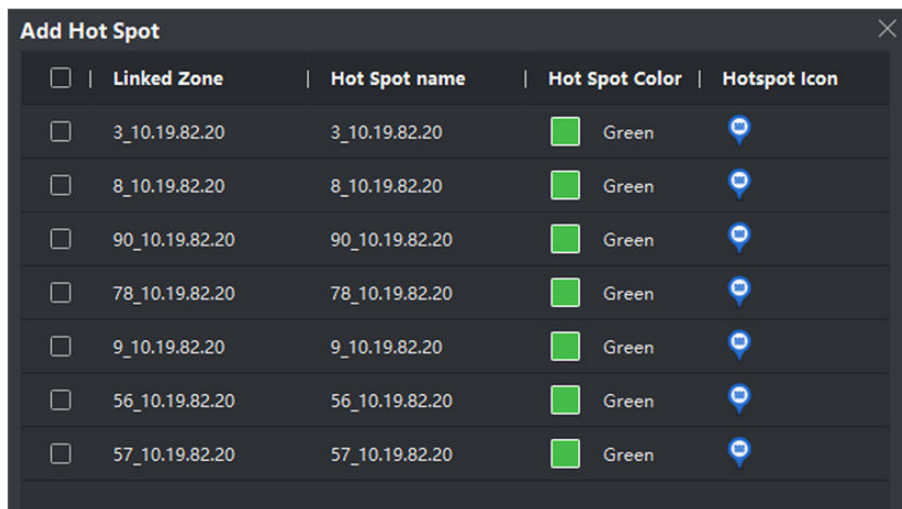 Add Hot Spot
Linked Zone | Hot Spot name | Hot Spot Color | Hotspot Icon
3_10.19.82.20 3_10.19.82.20 Green
8_10.19.82.20 8_10.19.82.20 Green
90_10.19.82.20 90_10.19.82.20 Green
78_10.19.82.20 78_10.19.82.20 Green
9_10.19.82.20 9_10.19.82.20 Green
56_10.19.82.20 56_10.19.82.20 Green
57_10.19.82.20 57_10.19.82.20 Green